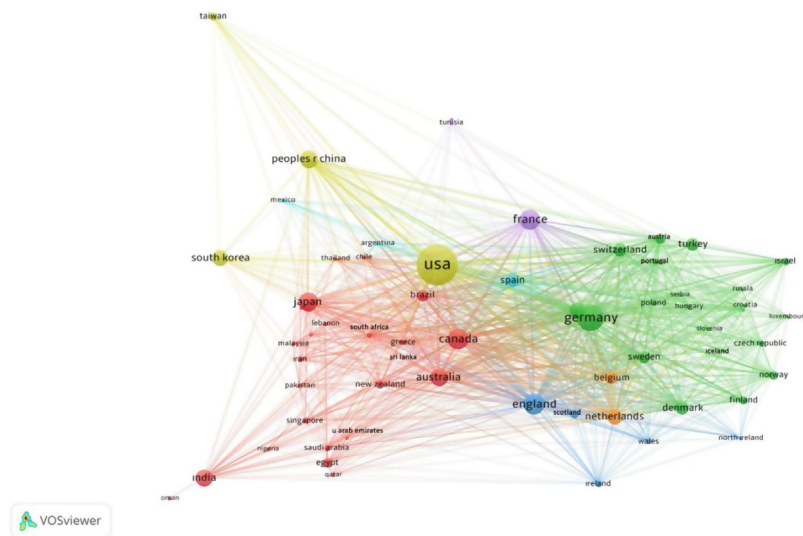 taiwan
tunisia
peoples r china
mexico
france
austria
switzerland
turkey
argentina
portugal
south korea
thailand
chile
usa
israel
spain
serbia
russia
japan
brazil
poland
hungary
croatia
germany
luxembour
lebanon
south africa
slovenia
malaysia
greece
canada
czech republic
iceland
iran
sri lanka
sweden
norway
pakistan
new zealand
australia
belgium
finland
england
denmark
scotland
netherlands
singapore
u arab emirates
north ireland
nigeria
saudi arabia
wales
egypt
qatar
india
ireland
oman
VOSviewer